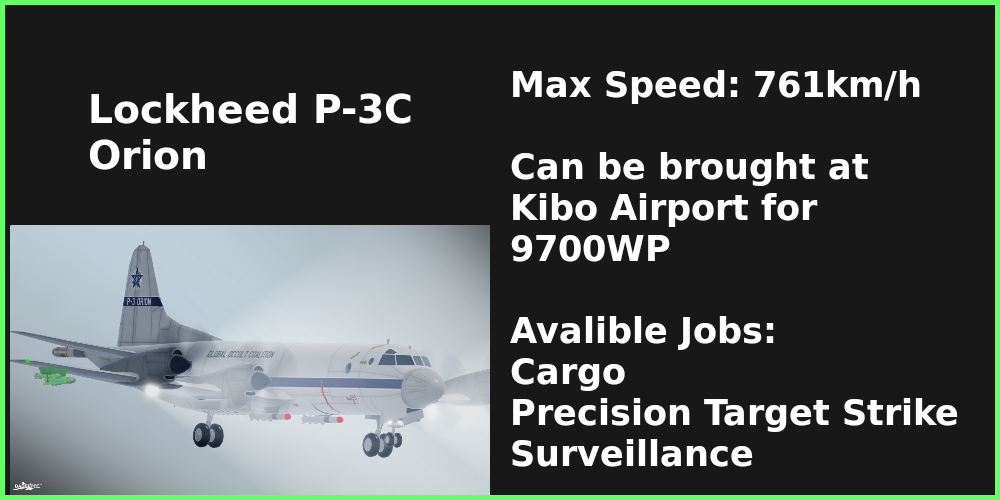 Lockheed P-3C
Orion
Max Speed: 761km/h
Can be brought at
Kibo Airport for
9700WP
Avalible Jobs:
Cargo
Precision Target Strike
Surveillance
P-3 ORION
GLOBAL OCCULT COALITION